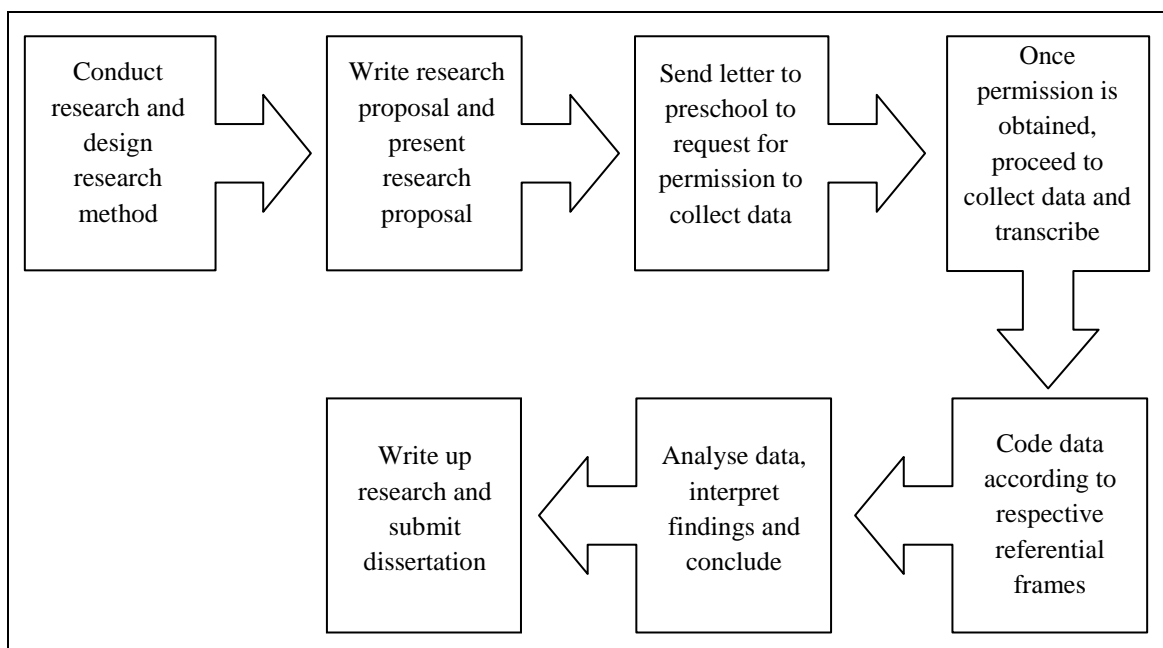 Conduct
research and
design
research
method
Write research
proposal and
present
research
proposal
Send letter to
preschool to
request for
permission to
collect data
Once
permission is
obtained,
proceed to
collect data and
transcribe
Code data
according to
respective
referential
frames
Analyse data,
interpret
findings and
conclude
Write up
research and
submit
dissertation